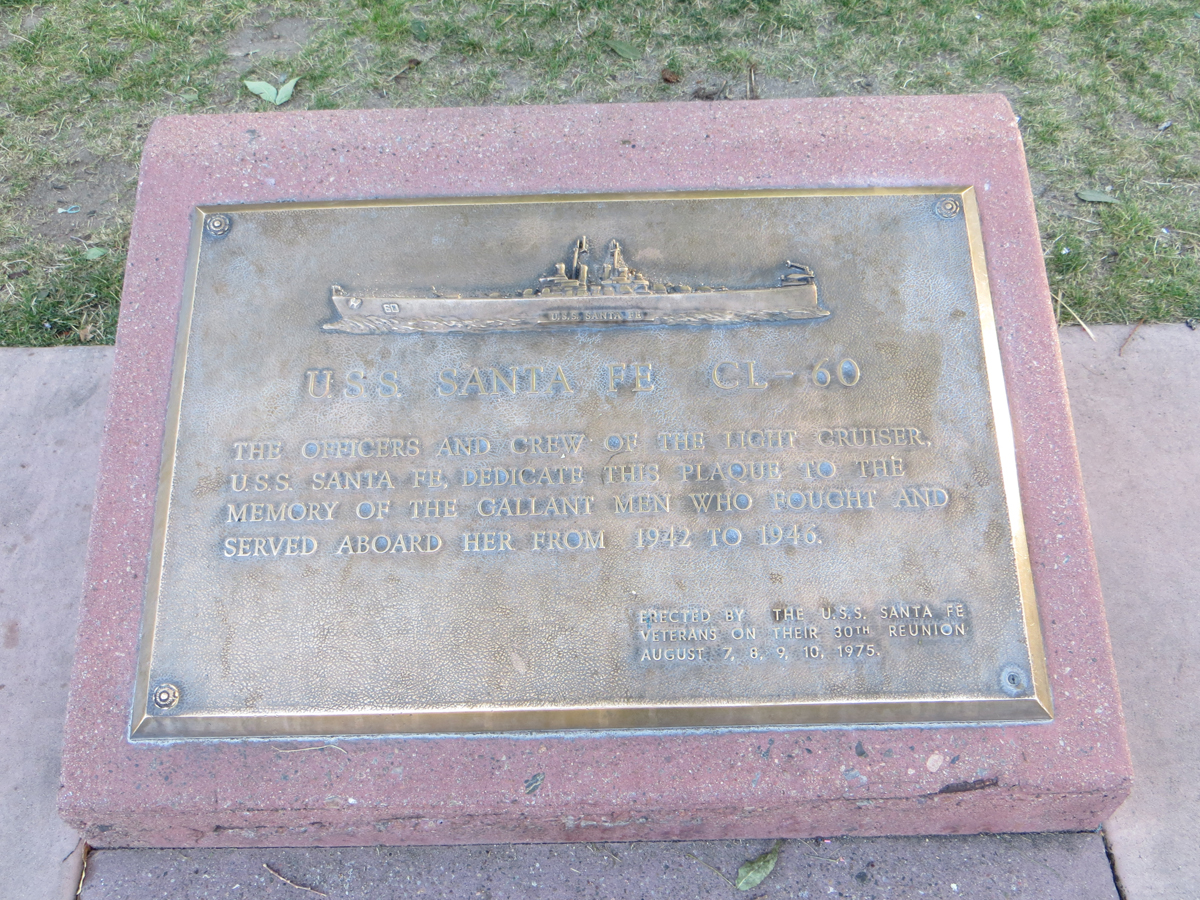 60
U.S.S. SANTA FE
U.S.S. SANTA FE CL-60
THE OFFICERS AND CREW OF THE LIGHT CRUISER,
U.S.S. SANTA FE, DEDICATE THIS PLAQUE TO THE
MEMORY OF THE GALLANT MEN WHO FOUGHT AND
SERVED ABOARD HER FROM 1942 TO 1946.
ERECTED BY THE U.S.S. SANTA FE
VETERANS ON THEIR 30TH REUNION
AUGUST 7, 8, 9, 10, 1975.